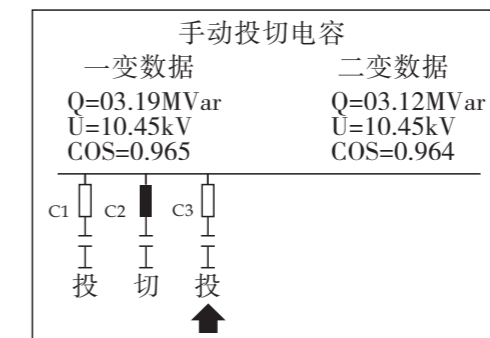 手动投切电容
一变数据 二变数据
Q=03.19MVar Q=03.12MVar
U=10.45kV U=10.45kV
COS=0.965 COS=0.964
C1 C2 C3
投 切 投